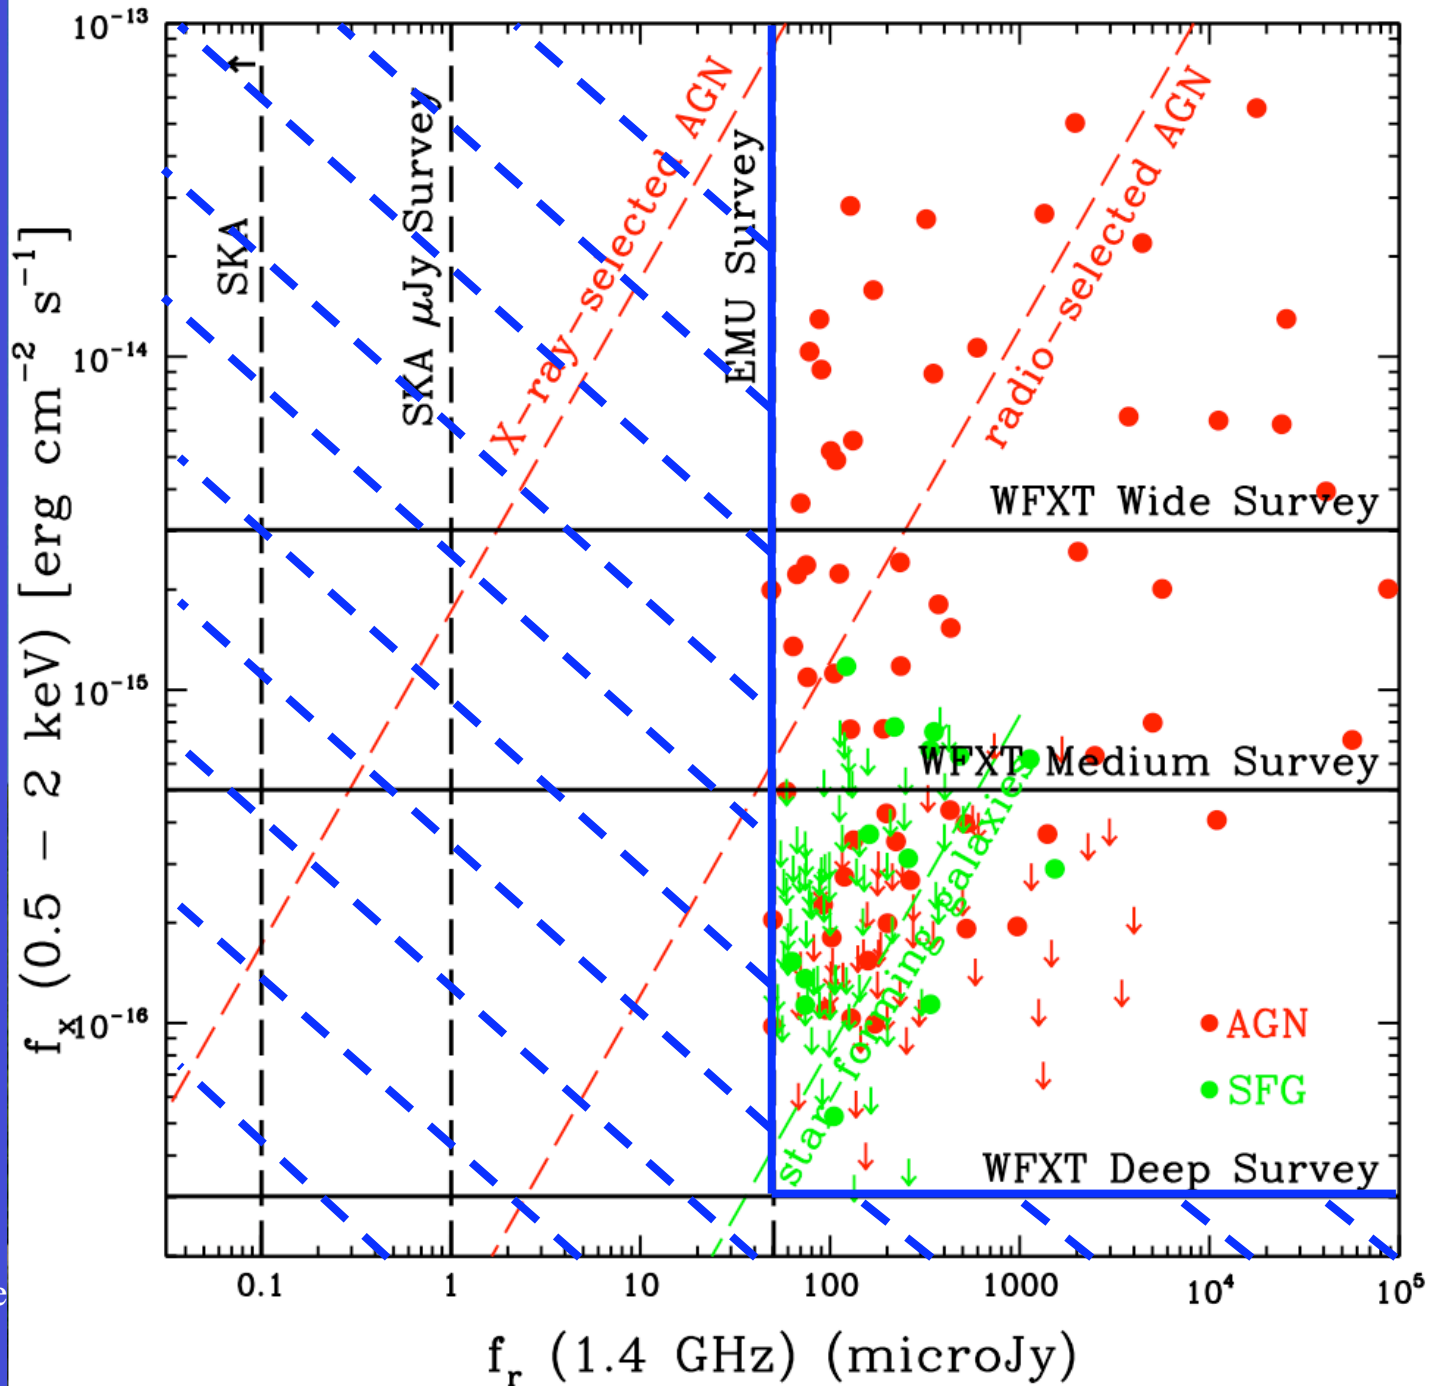 10⁻¹³
10⁻¹⁴
10⁻¹⁵
10⁻¹⁶
fₓ (0.5 − 2 keV) [erg cm⁻² s⁻¹]
SKA
SKA μJy Survey
X-ray selected AGN
EMU Survey
radio selected AGN
WFXT Wide Survey
WFXT Medium Survey
star forming galaxies
AGN
SFG
WFXT Deep Survey
0.1 1 10 100 1000 10⁴ 10⁵
fᵣ (1.4 GHz) (microJy)
e